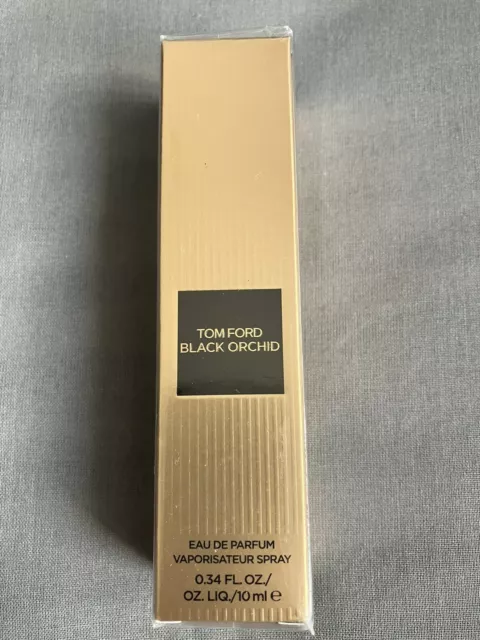 TOM FORD
BLACK ORCHID
EAU DE PARFUM
VAPORISATEUR SPRAY
0.34 FL. OZ./
OZ. LIQ./10 ml ℮